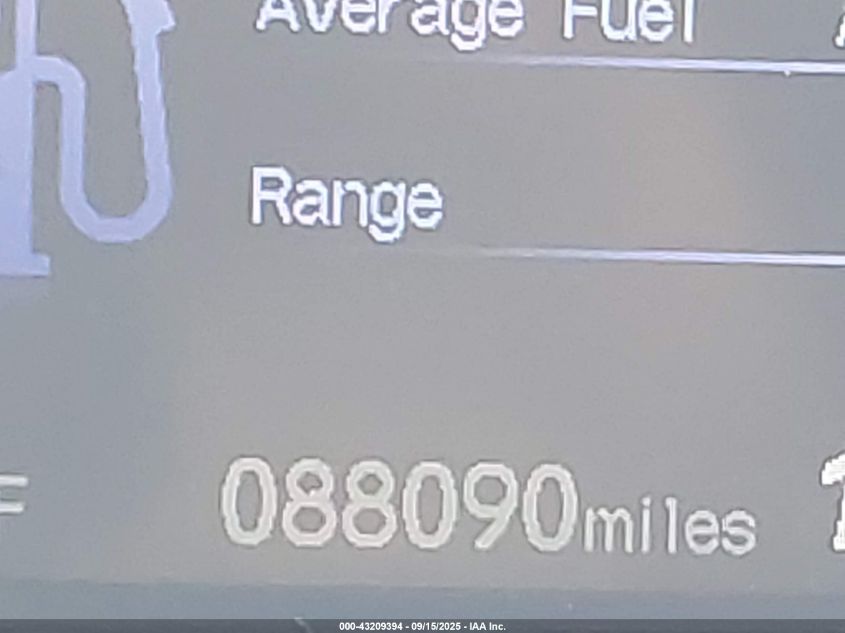 Average Fuel
Range
088090miles
000-43209394 - 09/15/2025 - IAA Inc.